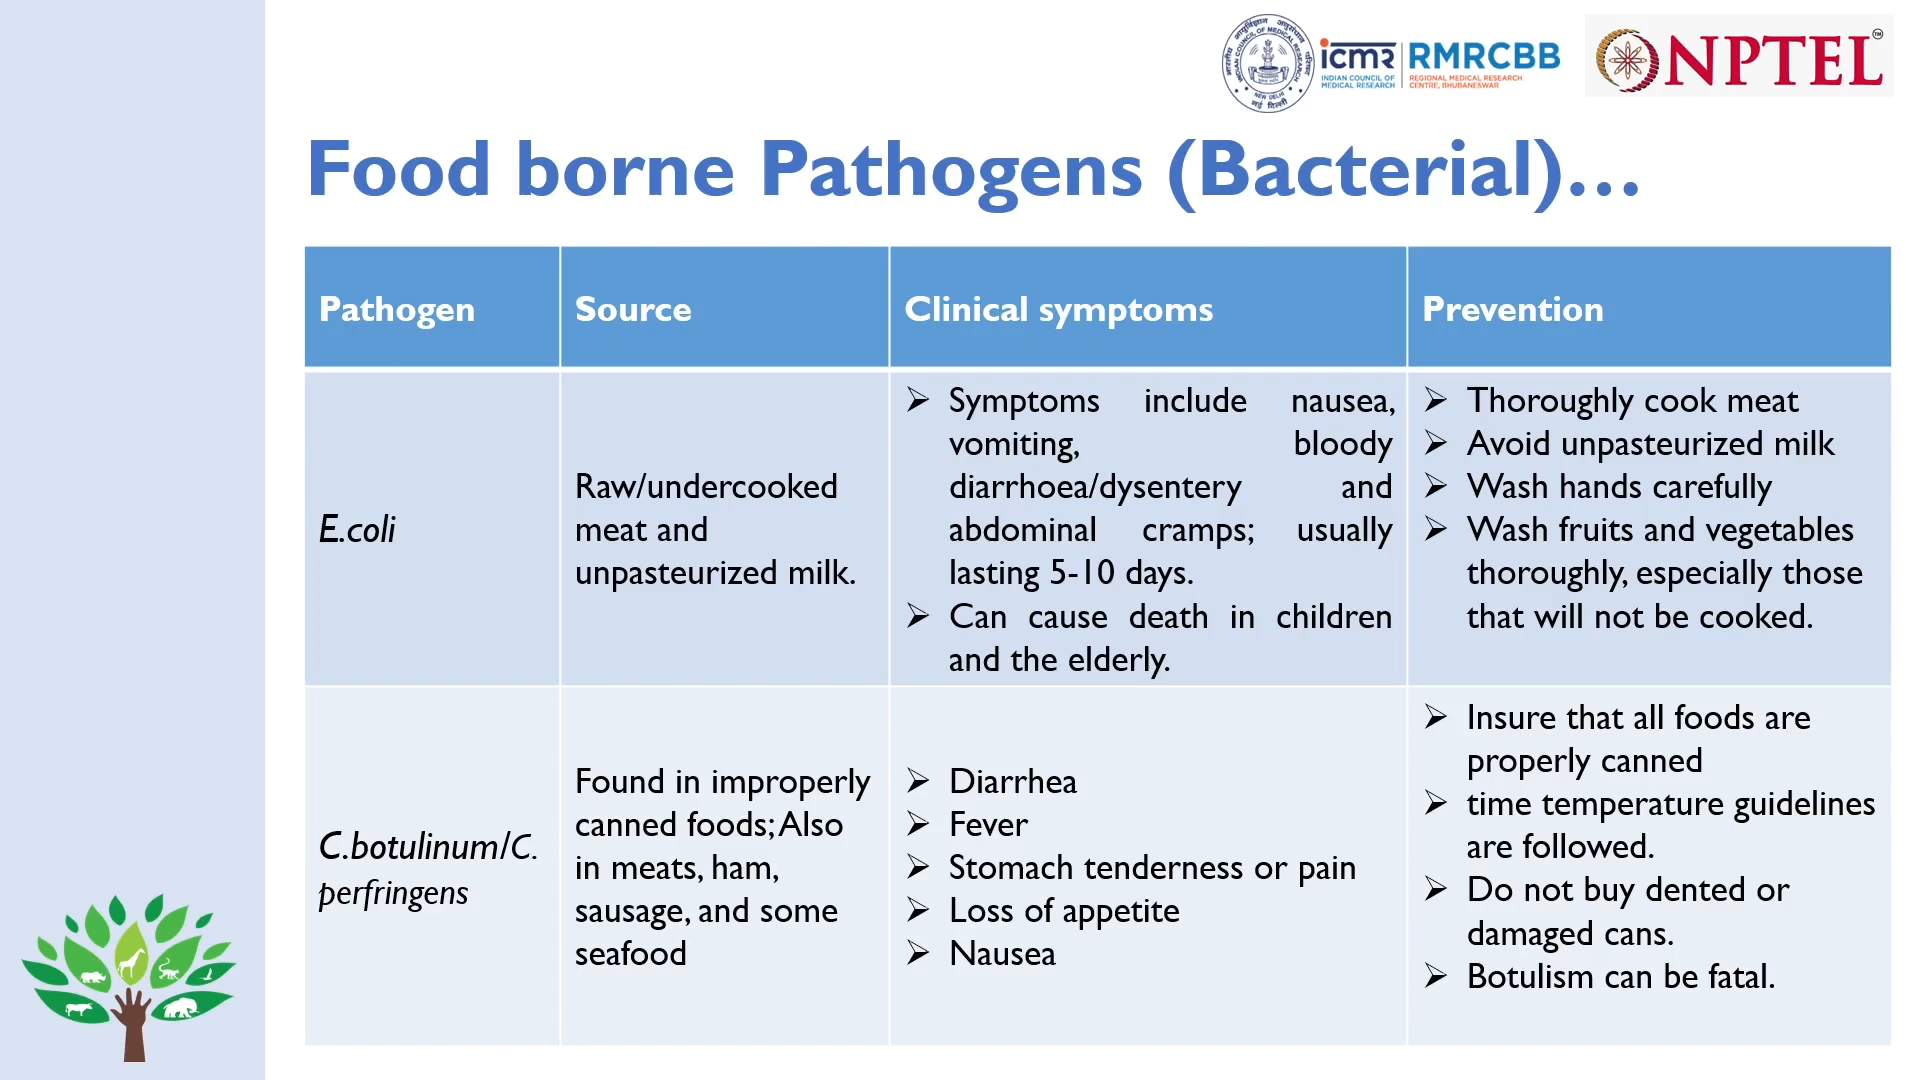 icmr
INDIAN COUNCIL OF
MEDICAL RESEARCH
RMRCBB
REGIONAL MEDICAL RESEARCH
CENTRE, BHUBANESWAR
NPTEL
TM
Food borne Pathogens (Bacterial)...
Pathogen
Source
Clinical symptoms
Prevention
E.coli
Raw/undercooked
meat and
unpasteurized milk.
➢ Symptoms include nausea,
vomiting, bloody
diarrhoea/dysentery and
abdominal cramps; usually
lasting 5-10 days.
➢ Can cause death in children
and the elderly.
➢ Thoroughly cook meat
➢ Avoid unpasteurized milk
➢ Wash hands carefully
➢ Wash fruits and vegetables
thoroughly, especially those
that will not be cooked.
C.botulinum/C.
perfringens
Found in improperly
canned foods; Also
in meats, ham,
sausage, and some
seafood
➢ Diarrhea
➢ Fever
➢ Stomach tenderness or pain
➢ Loss of appetite
➢ Nausea
➢ Insure that all foods are
properly canned
➢ time temperature guidelines
are followed.
➢ Do not buy dented or
damaged cans.
➢ Botulism can be fatal.